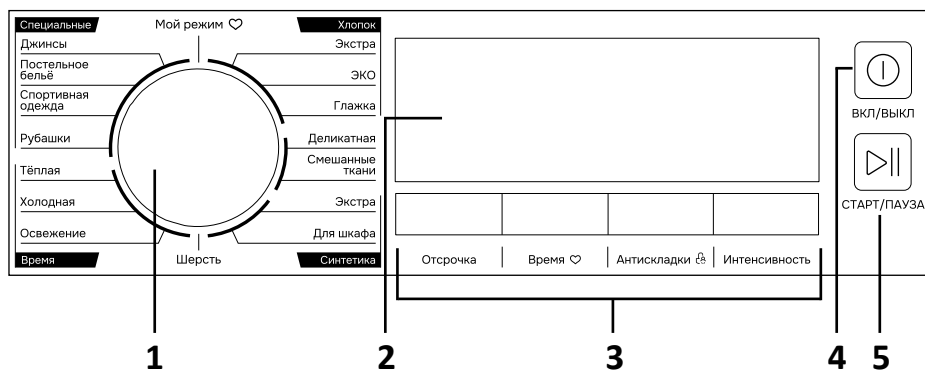 Специальные
Мой режим
Хлопок
Джинсы
Экстра
Постельное
бельё
ЭКО
Спортивная
одежда
Глажка
Рубашки
Деликатная
Смешанные
ткани
Тёплая
Холодная
Экстра
Освежение
Для шкафа
Время
Шерсть
Синтетика
Отсрочка
Время
Антискладки
Интенсивность
ВКЛ/ВЫКЛ
СТАРТ/ПАУЗА
1
2
3
4
5